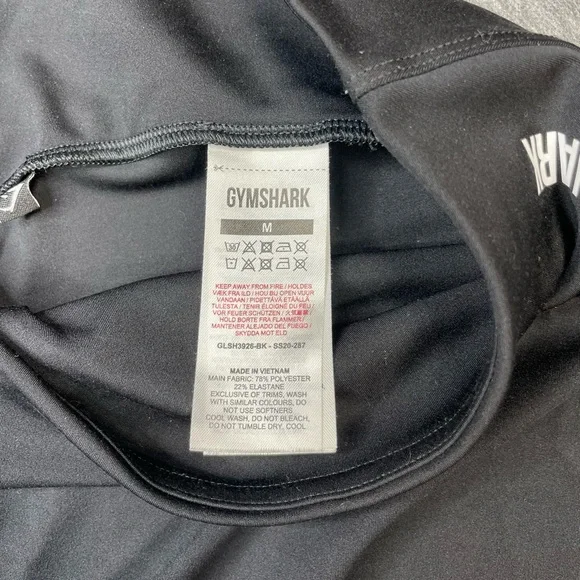 GYMSHARK
M
KEEP AWAY FROM FIRE / HOLDES
VÆK FRA ILD / HOU BIJ OPEN VUUR
VANDAAN / PIDETTÄVÄ ETÄÄLLÄ
TULESTA / TENIR ÉLOIGNÉ DU FEU /
VOR FEUER SCHÜTZEN / 火気厳禁 /
HOLD BORTE FRA FLAMMER /
MANTENER ALEJADO DEL FUEGO /
SKYDDA MOT ELD
GLSH3926-BK - SS20-287
MADE IN VIETNAM
MAIN FABRIC: 78% POLYESTER
22% ELASTANE
EXCLUSIVE OF TRIMS, WASH
WITH SIMILAR COLOURS, DO
NOT USE SOFTNERS
COOL WASH, DO NOT BLEACH,
DO NOT TUMBLE DRY, COOL
ARK